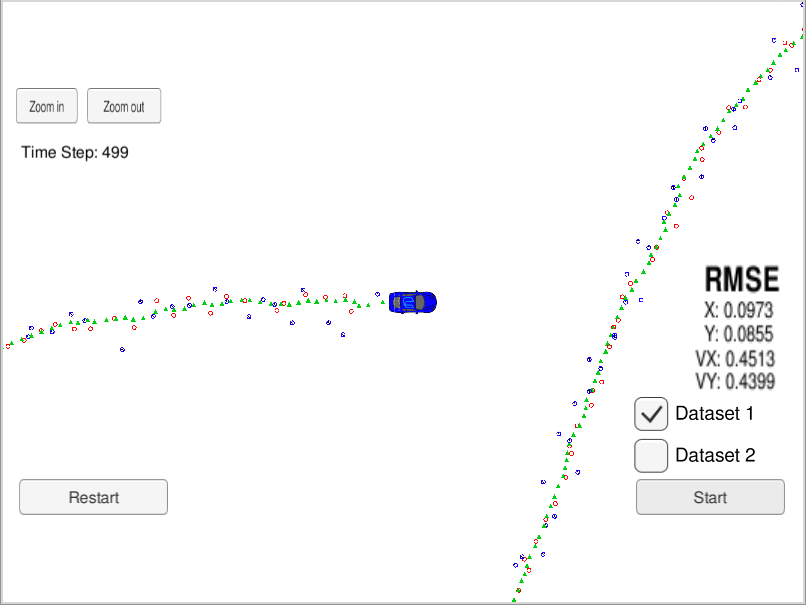 Zoom in Zoom out
Time Step: 499
RMSE
X: 0.0973
Y: 0.0855
VX: 0.4513
VY: 0.4399
Dataset 1
Dataset 2
Restart
Start